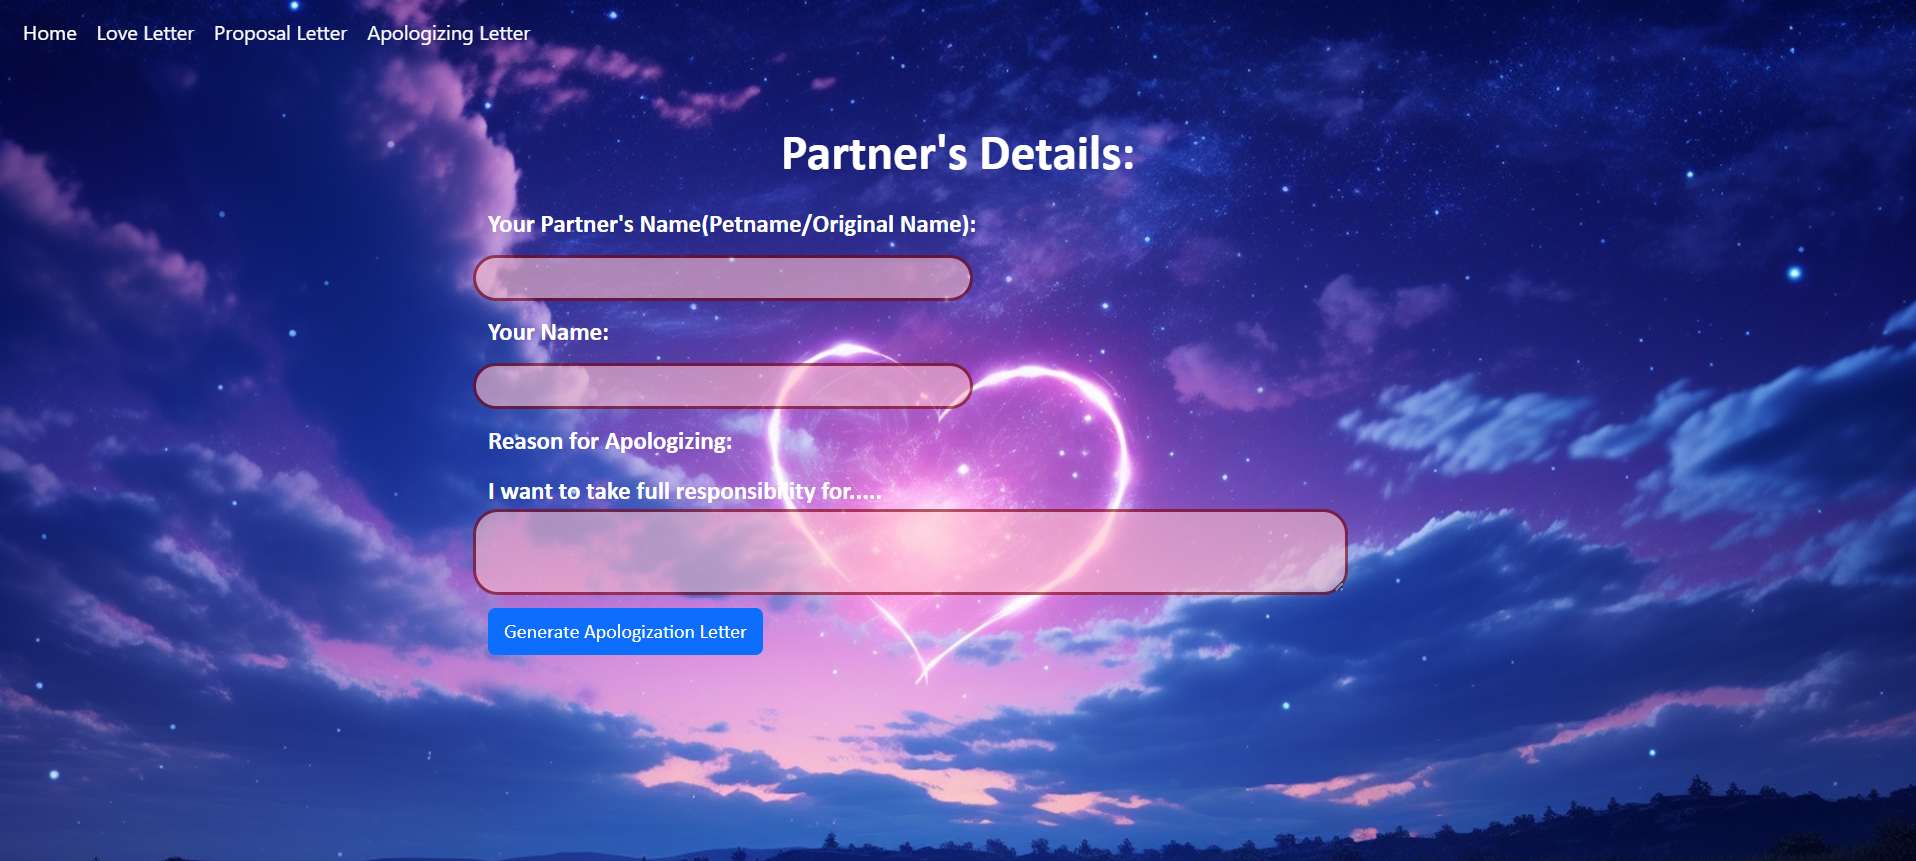 Home Love Letter Proposal Letter Apologizing Letter
Partner's Details:
Your Partner's Name(Petname/Original Name):
Your Name:
Reason for Apologizing:
I want to take full responsibility for.....
Generate Apologization Letter